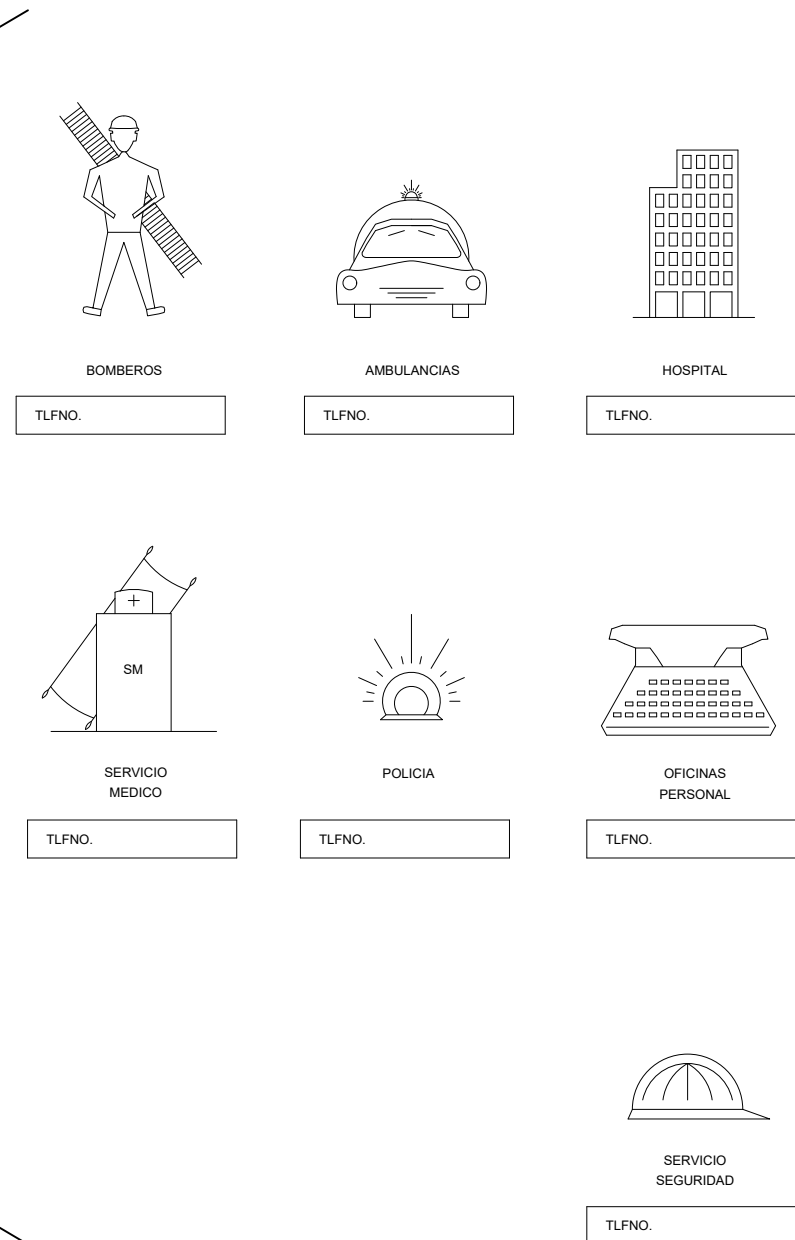 BOMBEROS
AMBULANCIAS
HOSPITAL
TLFNO.
TLFNO.
TLFNO.
SM
SERVICIO
MEDICO
POLICIA
OFICINAS
PERSONAL
TLFNO.
TLFNO.
TLFNO.
SERVICIO
SEGURIDAD
TLFNO.